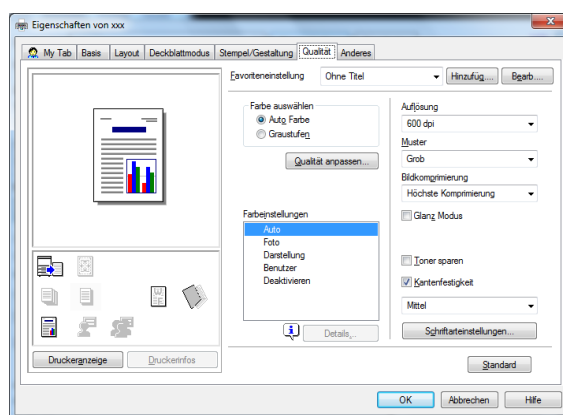 Eigenschaften von xxx
My Tab Basis Layout Deckblattmodus Stempel/Gestaltung Qualität Anderes
Favoriteneinstellung Ohne Titel Hinzufüg.... Bearb....
Farbe auswählen
Auto Farbe
Graustufen
Qualität anpassen...
Auflösung
600 dpi
Muster
Grob
Bildkomprimierung
Höchste Komprimierung
Glanz Modus
Farbeinstellungen
Auto
Foto
Darstellung
Benutzer
Deaktivieren
Details...
Toner sparen
Kantenfestigkeit
Mittel
Schriftarteinstellungen...
Druckeranzeige Druckerinfos
Standard
OK Abbrechen Hilfe